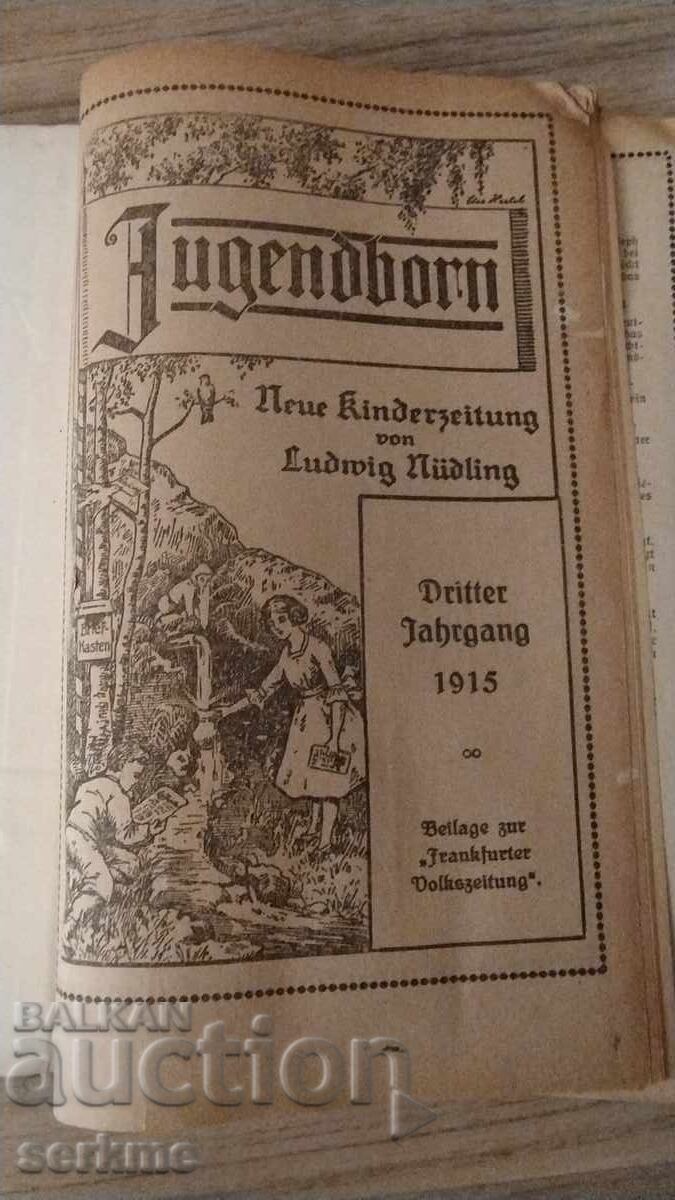 Jugendborn
Neue Kinderzeitung
von
Ludwig Nüdling
Brief-
Kasten
Dritter
Jahrgang
1915
Beilage zur
„Frankfurter
Volkszeitung“.
BALKAN
auction
serkme